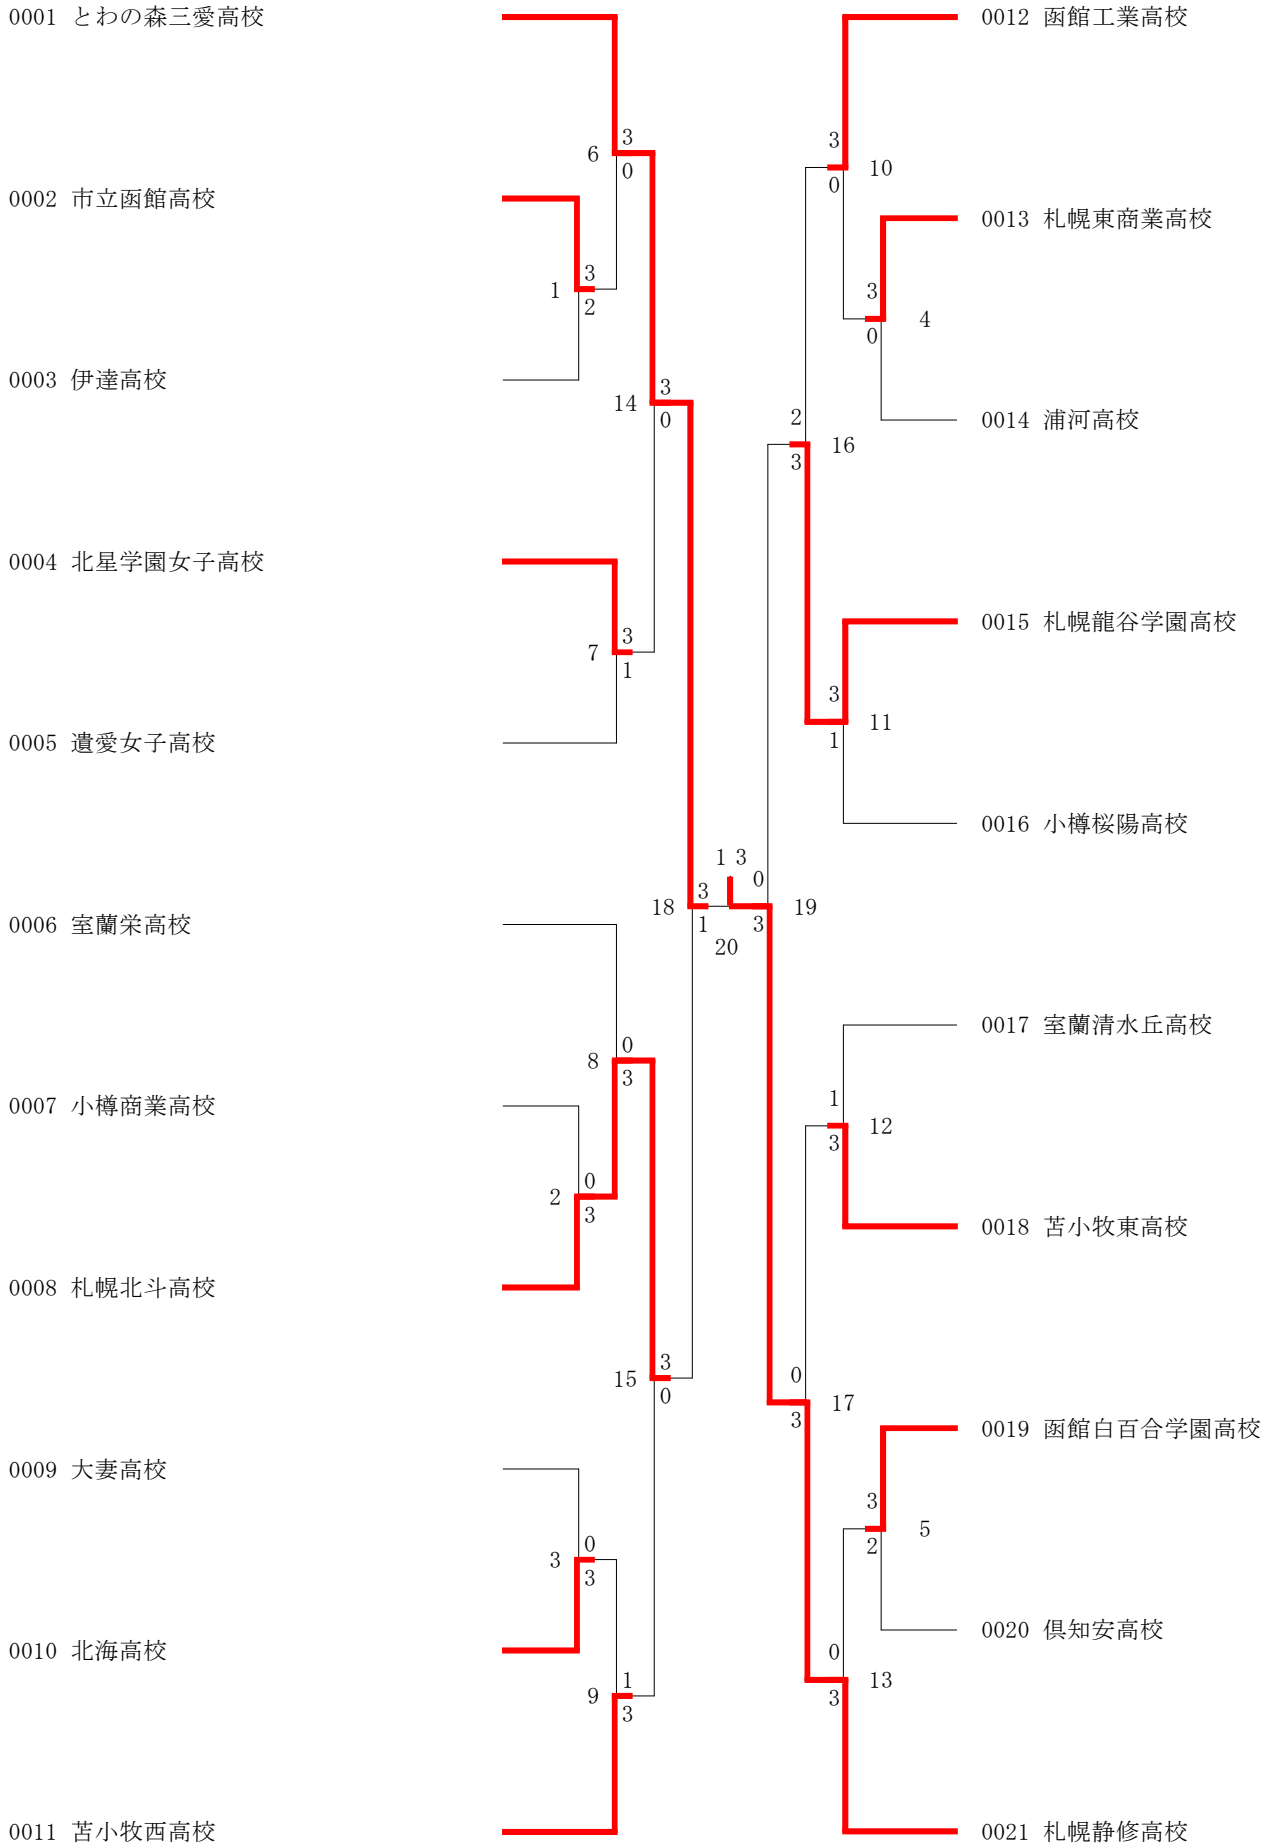 0001 とわの森三愛高校
0012 函館工業高校
3
6
0
3
0
10
0002 市立函館高校
0013 札幌東商業高校
3
1
2
3
0
4
0003 伊達高校
3
14
0
0014 浦河高校
2
3
16
0004 北星学園女子高校
0015 札幌龍谷学園高校
3
7
1
3
1
11
0005 遺愛女子高校
0016 小樽桜陽高校
1 3
3
18
1
20
0
3
19
0006 室蘭栄高校
0017 室蘭清水丘高校
0
8
3
0007 小樽商業高校
1
3
12
0
2
3
0018 苫小牧東高校
0008 札幌北斗高校
3
15
0
0
3
17
0019 函館白百合学園高校
0009 大妻高校
3
2
5
0
3
3
0020 倶知安高校
0010 北海高校
1
9
3
0
3
13
0011 苫小牧西高校
0021 札幌静修高校